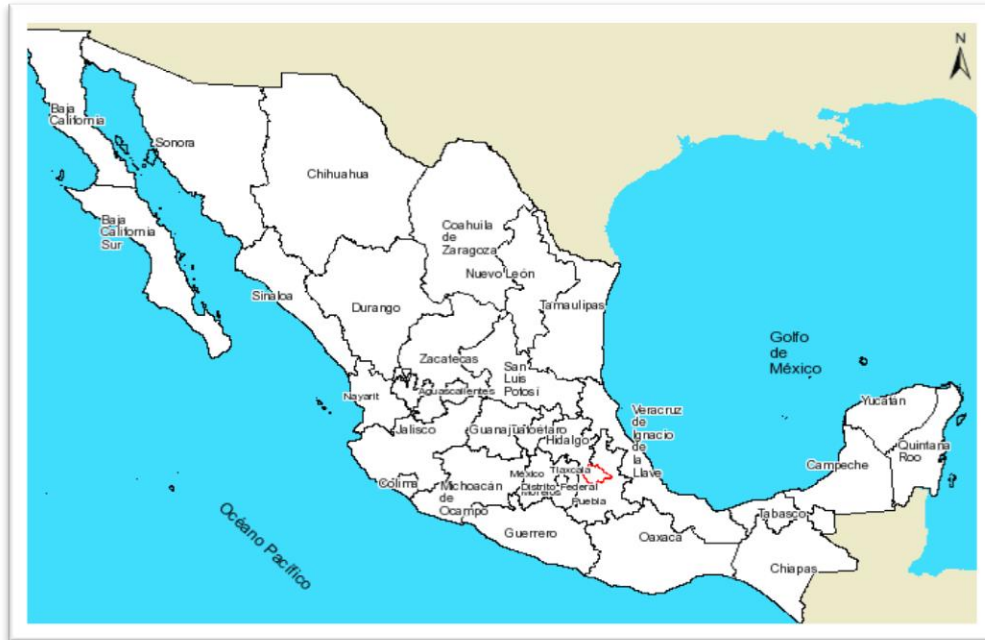 N
Baja
California
Sonora
Chihuahua
Baja
California
Sur
Coahuila
de
Zaragoza
Nuevo León
Sinaloa
Durango
Tamaulipas
Golfo
de
México
Zacatecas
San
Luis
Potosí
Nayarit
Aguascalientes
Yucatán
Veracruz
de
Ignacio
de
la
Llave
Jalisco
Guanajuato
étaro
Hidalgo
Quintana
Roo
Campeche
México
Tlaxcala
Colima
Michoacán
de
Ocampo
Distrito Federal
Morelos
Puebla
Tabasco
Guerrero
Oaxaca
Chiapas
Océano Pacífico